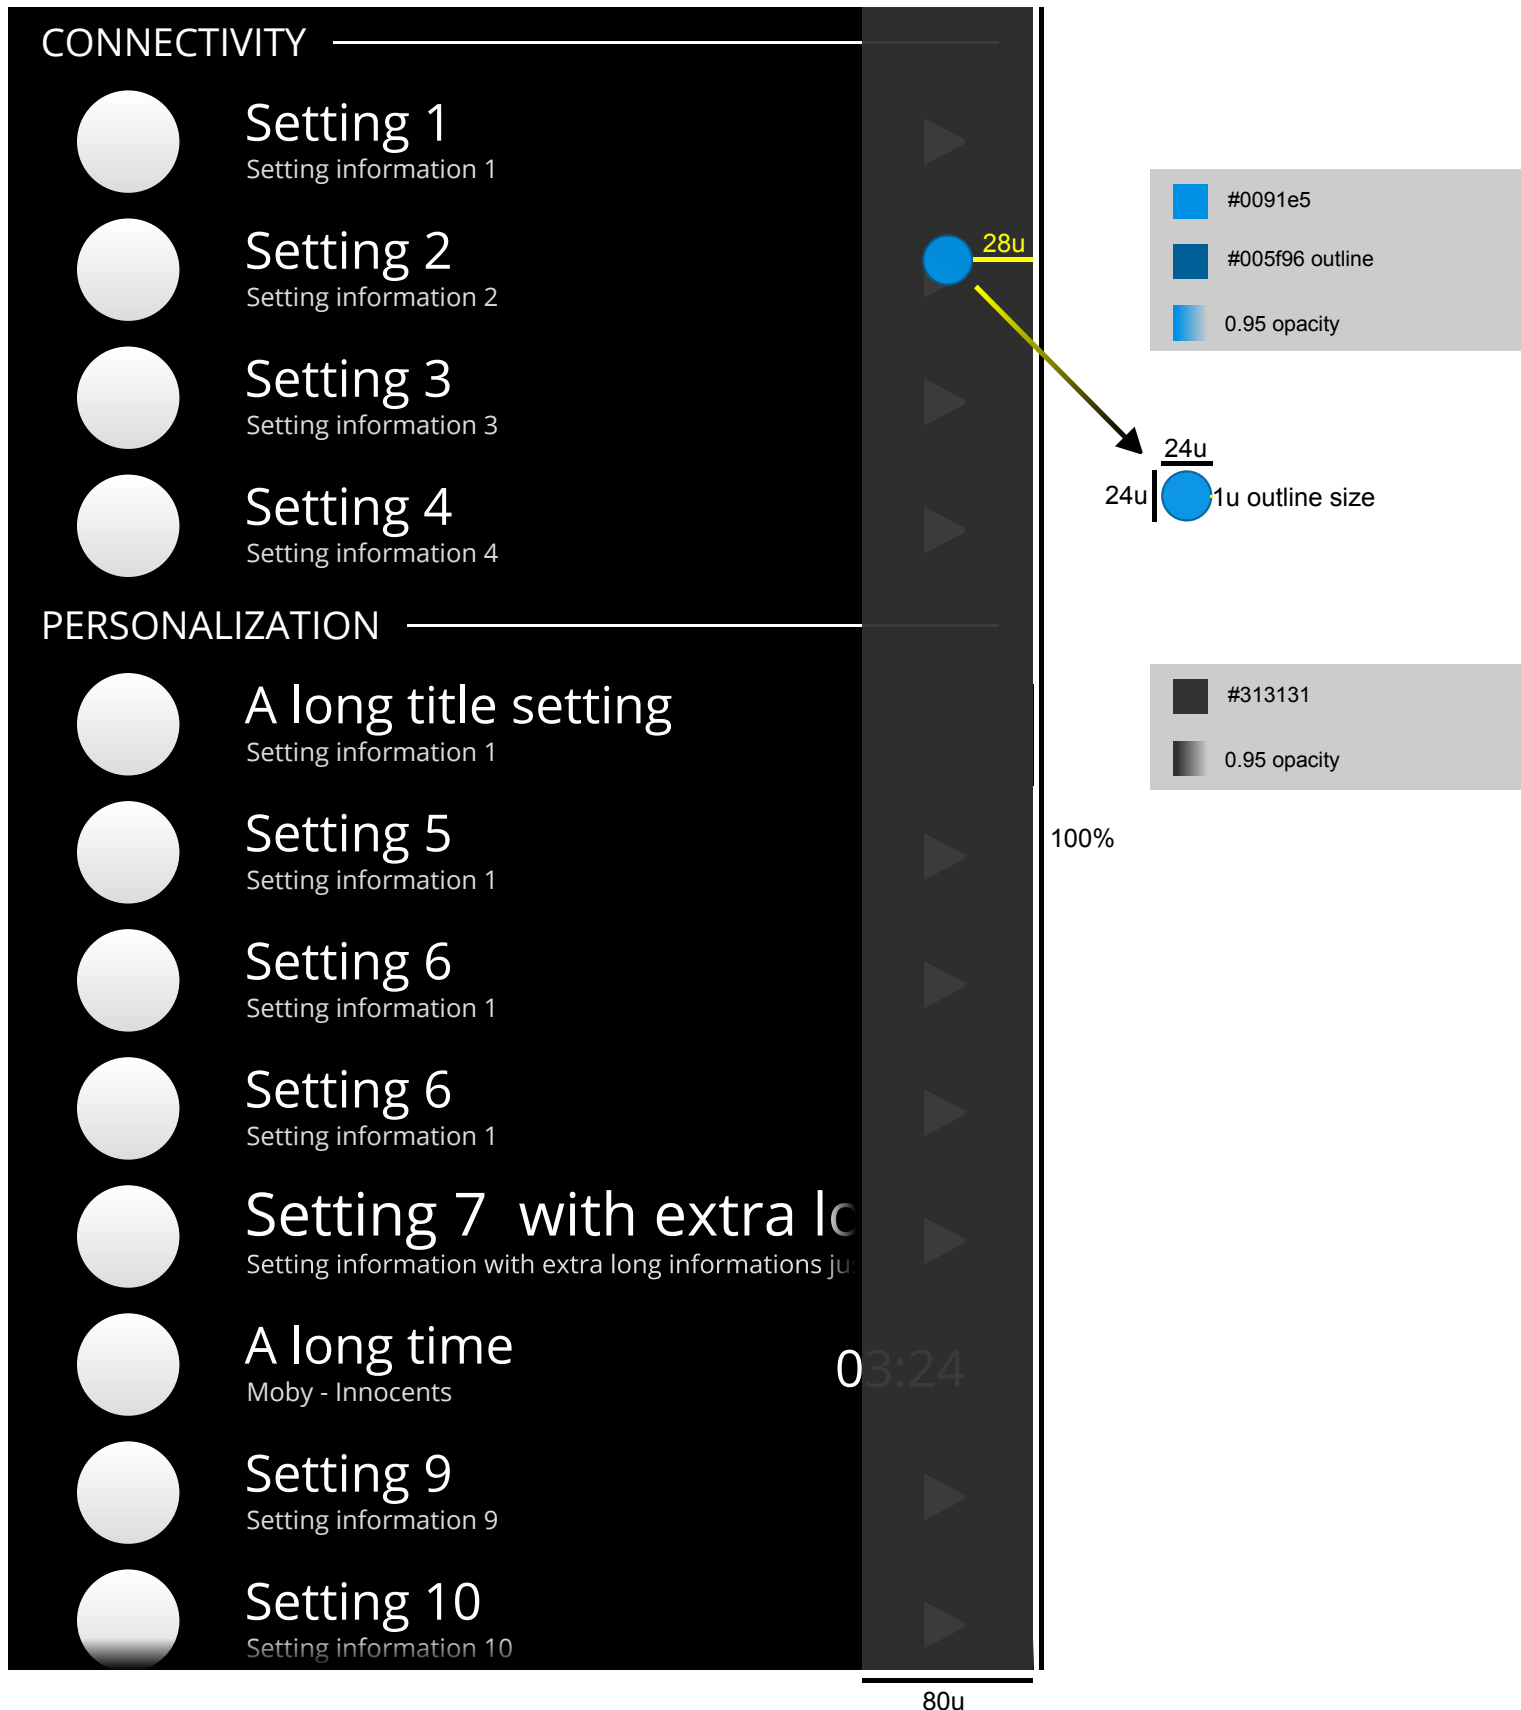 CONNECTIVITY
Setting 1
Setting information 1
Setting 2
Setting information 2
28u
Setting 3
Setting information 3
Setting 4
Setting information 4
PERSONALIZATION
A long title setting
Setting information 1
Setting 5
Setting information 1
Setting 6
Setting information 1
Setting 6
Setting information 1
Setting 7 with extra lo
Setting information with extra long informations ju
A long time
Moby - Innocents
03:24
Setting 9
Setting information 9
Setting 10
Setting information 10
80u
100%
#0091e5
#005f96 outline
0.95 opacity
24u
24u
1u outline size
#313131
0.95 opacity